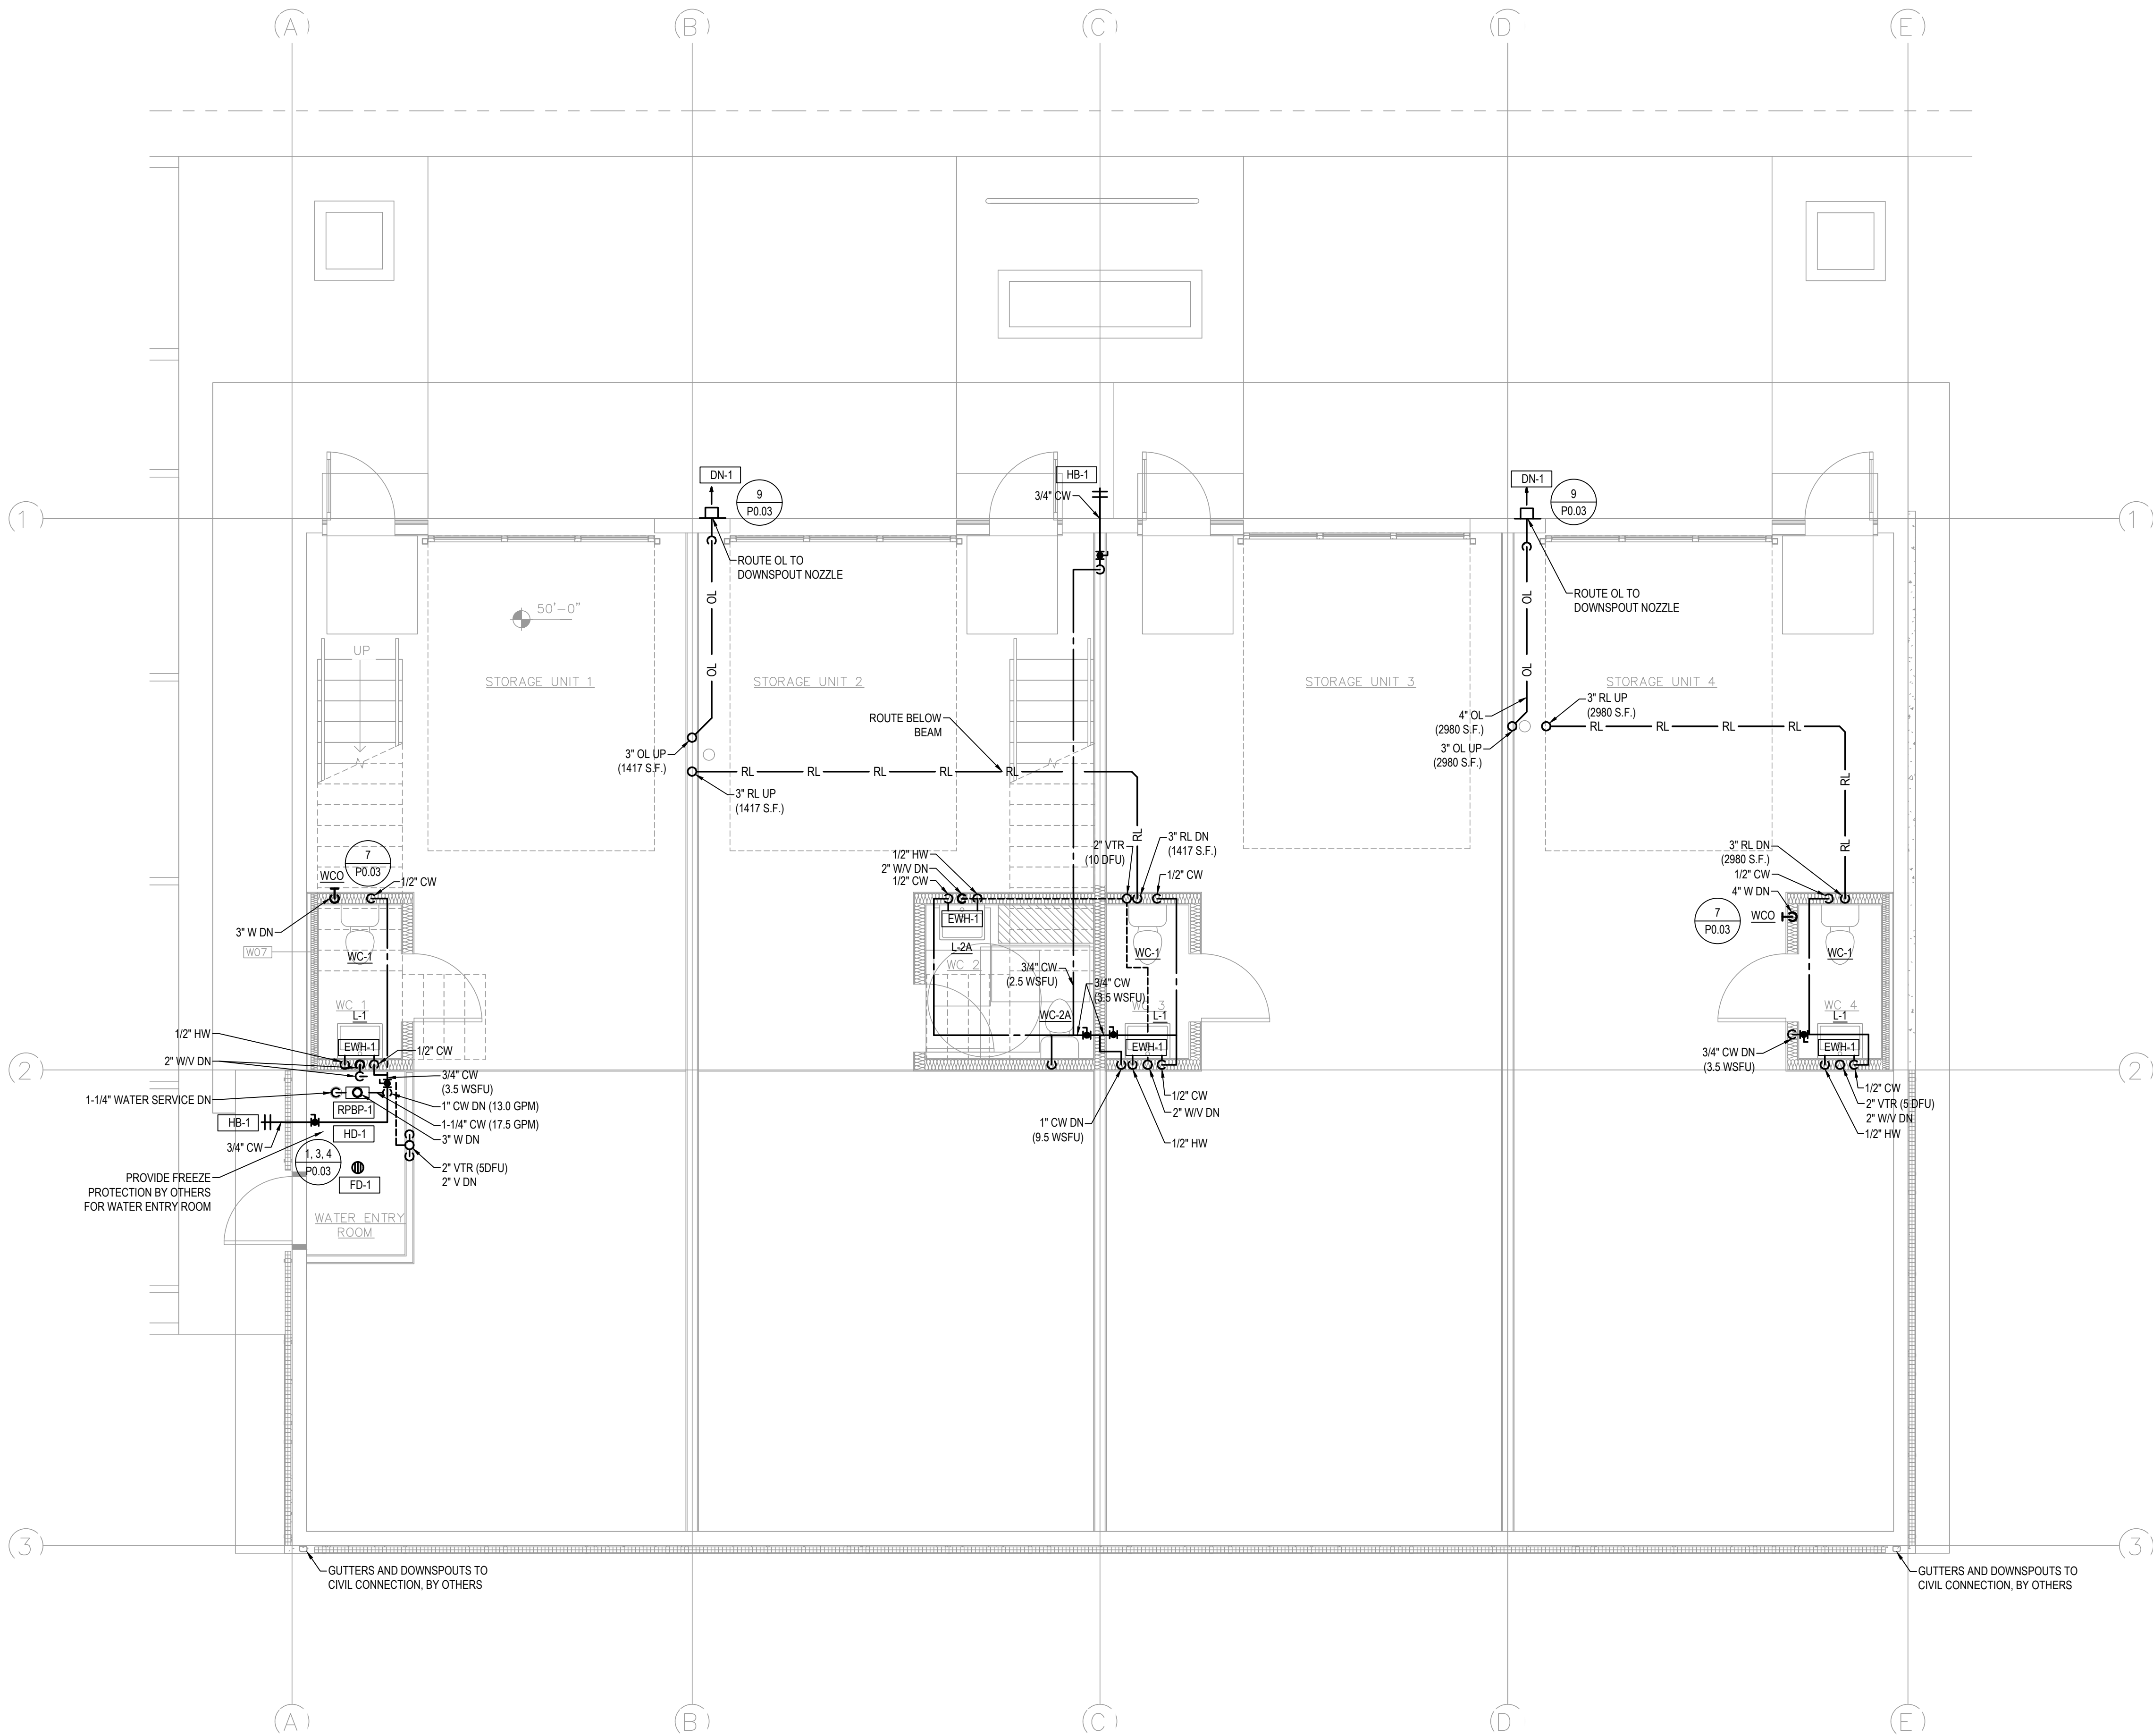 A
B
C
D
E
DN-1
9
P0.03
HB-1
3/4" CW
DN-1
9
P0.03
1
1
ROUTE OL TO
DOWNSPOUT NOZZLE
OL
OL
ROUTE OL TO
DOWNSPOUT NOZZLE
OL
OL
50'-0"
UP
STORAGE UNIT 1
STORAGE UNIT 2
STORAGE UNIT 3
STORAGE UNIT 4
ROUTE BELOW
BEAM
3" OL UP
(1417 S.F.)
3" RL UP
(1417 S.F.)
RL
RL
RL
RL
RL
RL
4" OL
(2980 S.F.)
3" OL UP
(2980 S.F.)
3" RL UP
(2980 S.F.)
RL
RL
RL
RL
RL
RL
7
P0.03
WCO
1/2" CW
3" W DN
W07
WC-1
WC 1
L-1
EWH-1
1/2" HW
2" W/V DN
1/2" CW
1/2" HW
2" W/V DN
1/2" CW
EWH-1
L-2A
WC 2
3/4" CW
(2.5 WSFU)
WC-2A
2" VTR
(10 DFU)
3" RL DN
(1417 S.F.)
1/2" CW
WC-1
3/4" CW
(3.5 WSFU)
WC 3
L-1
EWH-1
1/2" CW
2" W/V DN
1/2" HW
1" CW DN
(9.5 WSFU)
3" RL DN
(2980 S.F.)
1/2" CW
4" W DN
7
P0.03
WCO
WC-1
WC 4
L-1
EWH-1
3/4" CW DN
(3.5 WSFU)
1/2" CW
2" VTR (5 DFU)
2" W/V DN
1/2" HW
2
2
3/4" CW
(3.5 WSFU)
1" CW DN (13.0 GPM)
1-1/4" CW (17.5 GPM)
3" W DN
2" VTR (5DFU)
2" V DN
1-1/4" WATER SERVICE DN
RPBP-1
HB-1
3/4" CW
HD-1
1, 3, 4
P0.03
FD-1
PROVIDE FREEZE
PROTECTION BY OTHERS
FOR WATER ENTRY ROOM
WATER ENTRY
ROOM
3
3
GUTTERS AND DOWNSPOUTS TO
CIVIL CONNECTION, BY OTHERS
GUTTERS AND DOWNSPOUTS TO
CIVIL CONNECTION, BY OTHERS
A
B
C
D
E